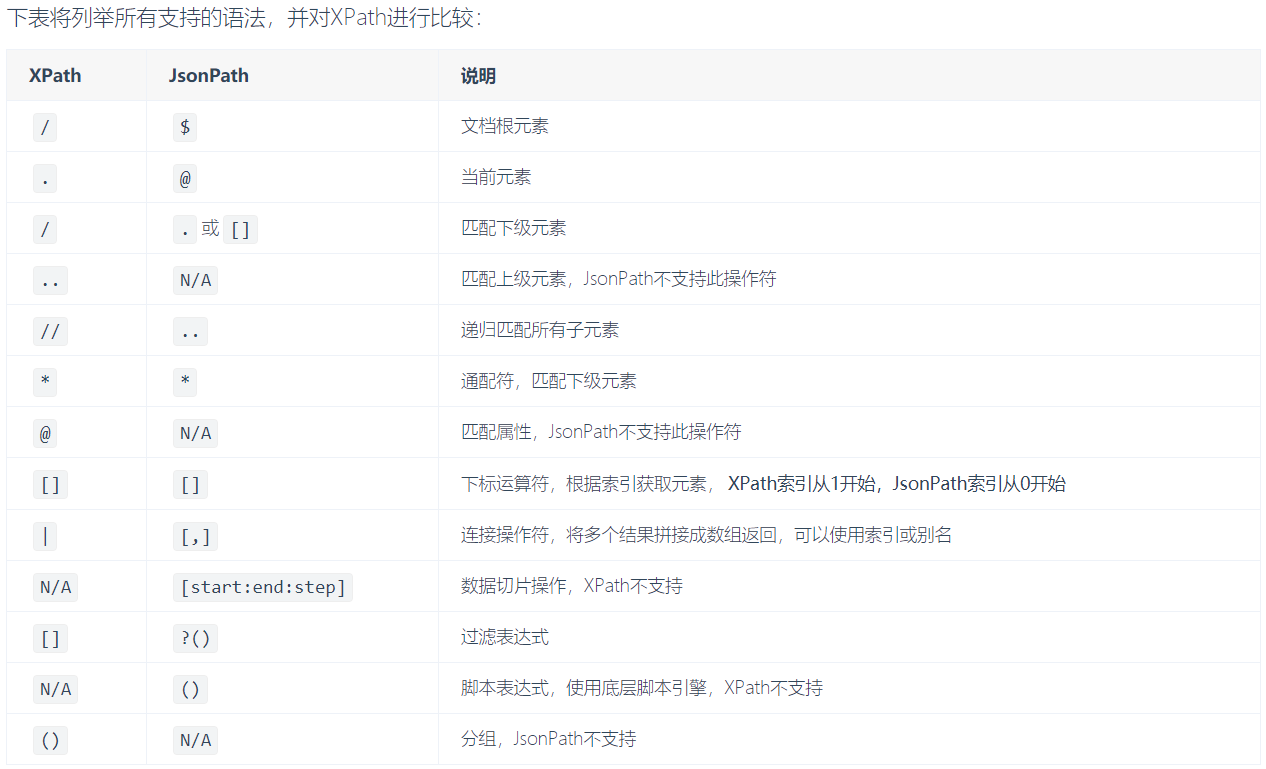 下表将列举所有支持的语法，并对XPath进行比较：
XPath JsonPath 说明
/ $ 文档根元素
. @ 当前元素
/ . 或 [] 匹配下级元素
.. N/A 匹配上级元素，JsonPath不支持此操作符
// .. 递归匹配所有子元素
* * 通配符，匹配下级元素
@ N/A 匹配属性，JsonPath不支持此操作符
[] [] 下标运算符，根据索引获取元素，XPath索引从1开始，JsonPath索引从0开始
| [,] 连接操作符，将多个结果拼接成数组返回，可以使用索引或别名
N/A [start:end:step] 数据切片操作，XPath不支持
[] ?() 过滤表达式
N/A () 脚本表达式，使用底层脚本引擎，XPath不支持
() N/A 分组，JsonPath不支持